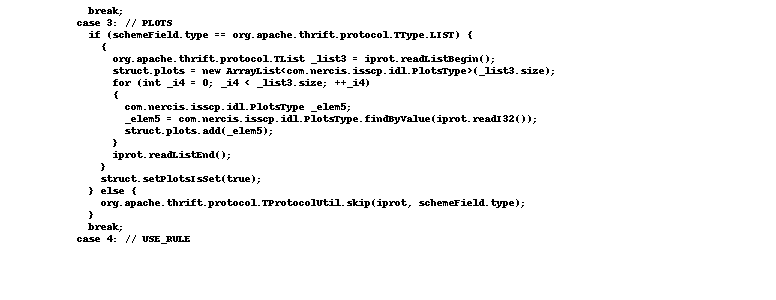 break;
case 3: // PLOTS
if (schemeField.type == org.apache.thrift.protocol.TType.LIST) {
{
org.apache.thrift.protocol.TList _list3 = iprot.readListBegin();
struct.plots = new ArrayList<com.nercis.isscp.idl.PlotsType>(_list3.size);
for (int _i4 = 0; _i4 < _list3.size; ++_i4)
{
com.nercis.isscp.idl.PlotsType _elem5;
_elem5 = com.nercis.isscp.idl.PlotsType.findByValue(iprot.readI32());
struct.plots.add(_elem5);
}
iprot.readListEnd();
}
struct.setPlotsIsSet(true);
} else {
org.apache.thrift.protocol.TProtocolUtil.skip(iprot, schemeField.type);
}
break;
case 4: // USE_RULE